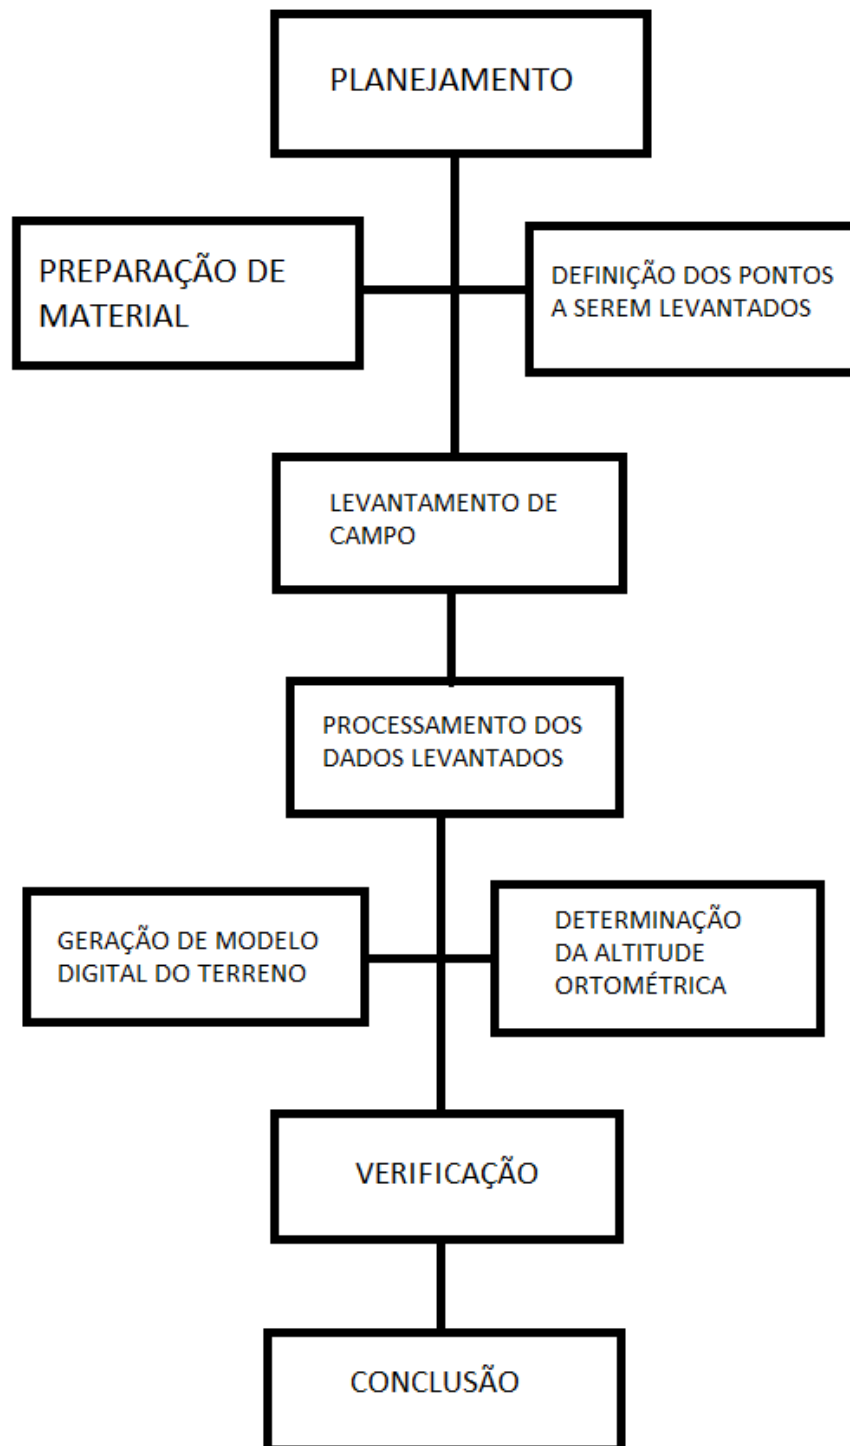 PLANEJAMENTO
PREPARAÇÃO DE
MATERIAL
DEFINIÇÃO DOS PONTOS
A SEREM LEVANTADOS
LEVANTAMENTO DE
CAMPO
PROCESSAMENTO DOS
DADOS LEVANTADOS
GERAÇÃO DE MODELO
DIGITAL DO TERRENO
DETERMINAÇÃO
DA ALTITUDE
ORTOMÉTRICA
VERIFICAÇÃO
CONCLUSÃO